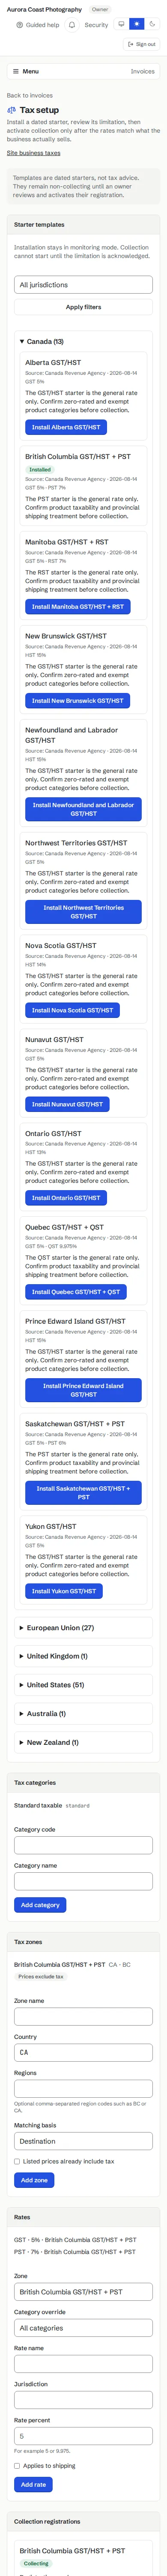 Aurora Coast Photography Owner
Guided help Security
Sign out
Menu Invoices
Back to invoices
Tax setup
Install a dated starter, review its limitation, then
activate collection only after the rates match what the
business actually sells.
Site business taxes
Templates are dated starters, not tax advice.
They remain non-collecting until an owner
reviews and activates their registration.
Starter templates
Installation stays in monitoring mode. Collection
cannot start until the limitation is acknowledged.
All jurisdictions
Apply filters
Canada (13)
Alberta GST/HST
Source: Canada Revenue Agency · 2026-08-14
GST 5%
The GST/HST starter is the general rate
only. Confirm zero-rated and exempt
product categories before collection.
Install Alberta GST/HST
British Columbia GST/HST + PST
Installed
Source: Canada Revenue Agency · 2026-08-14
GST 5% · PST 7%
The PST starter is the general rate only.
Confirm product taxability and provincial
shipping treatment before collection.
Manitoba GST/HST + RST
Source: Canada Revenue Agency · 2026-08-14
GST 5% · RST 7%
The RST starter is the general rate only.
Confirm product taxability and provincial
shipping treatment before collection.
Install Manitoba GST/HST + RST
New Brunswick GST/HST
Source: Canada Revenue Agency · 2026-08-14
HST 15%
The GST/HST starter is the general rate
only. Confirm zero-rated and exempt
product categories before collection.
Install New Brunswick GST/HST
Newfoundland and Labrador
GST/HST
Source: Canada Revenue Agency · 2026-08-14
HST 15%
The GST/HST starter is the general rate
only. Confirm zero-rated and exempt
product categories before collection.
Install Newfoundland and Labrador
GST/HST
Northwest Territories GST/HST
Source: Canada Revenue Agency · 2026-08-14
GST 5%
The GST/HST starter is the general rate
only. Confirm zero-rated and exempt
product categories before collection.
Install Northwest Territories
GST/HST
Nova Scotia GST/HST
Source: Canada Revenue Agency · 2026-08-14
HST 14%
The GST/HST starter is the general rate
only. Confirm zero-rated and exempt
product categories before collection.
Install Nova Scotia GST/HST
Nunavut GST/HST
Source: Canada Revenue Agency · 2026-08-14
GST 5%
The GST/HST starter is the general rate
only. Confirm zero-rated and exempt
product categories before collection.
Install Nunavut GST/HST
Ontario GST/HST
Source: Canada Revenue Agency · 2026-08-14
HST 13%
The GST/HST starter is the general rate
only. Confirm zero-rated and exempt
product categories before collection.
Install Ontario GST/HST
Quebec GST/HST + QST
Source: Canada Revenue Agency · 2026-08-14
GST 5% · QST 9.975%
The QST starter is the general rate only.
Confirm product taxability and provincial
shipping treatment before collection.
Install Quebec GST/HST + QST
Prince Edward Island GST/HST
Source: Canada Revenue Agency · 2026-08-14
HST 15%
The GST/HST starter is the general rate
only. Confirm zero-rated and exempt
product categories before collection.
Install Prince Edward Island
GST/HST
Saskatchewan GST/HST + PST
Source: Canada Revenue Agency · 2026-08-14
GST 5% · PST 6%
The PST starter is the general rate only.
Confirm product taxability and provincial
shipping treatment before collection.
Install Saskatchewan GST/HST +
PST
Yukon GST/HST
Source: Canada Revenue Agency · 2026-08-14
GST 5%
The GST/HST starter is the general rate
only. Confirm zero-rated and exempt
product categories before collection.
Install Yukon GST/HST
European Union (27)
United Kingdom (1)
United States (51)
Australia (1)
New Zealand (1)
Tax categories
Standard taxable standard
Category code
Category name
Add category
Tax zones
British Columbia GST/HST + PST CA · BC
Prices exclude tax
Zone name
Country
CA
Regions
Optional comma-separated region codes such as BC or
CA.
Matching basis
Destination
Listed prices already include tax
Add zone
Rates
GST · 5% · British Columbia GST/HST + PST
PST · 7% · British Columbia GST/HST + PST
Zone
British Columbia GST/HST + PST
Category override
All categories
Rate name
Jurisdiction
Rate percent
5
For example 5 or 9.975.
Applies to shipping
Add rate
Collection registrations
British Columbia GST/HST + PST
Collecting